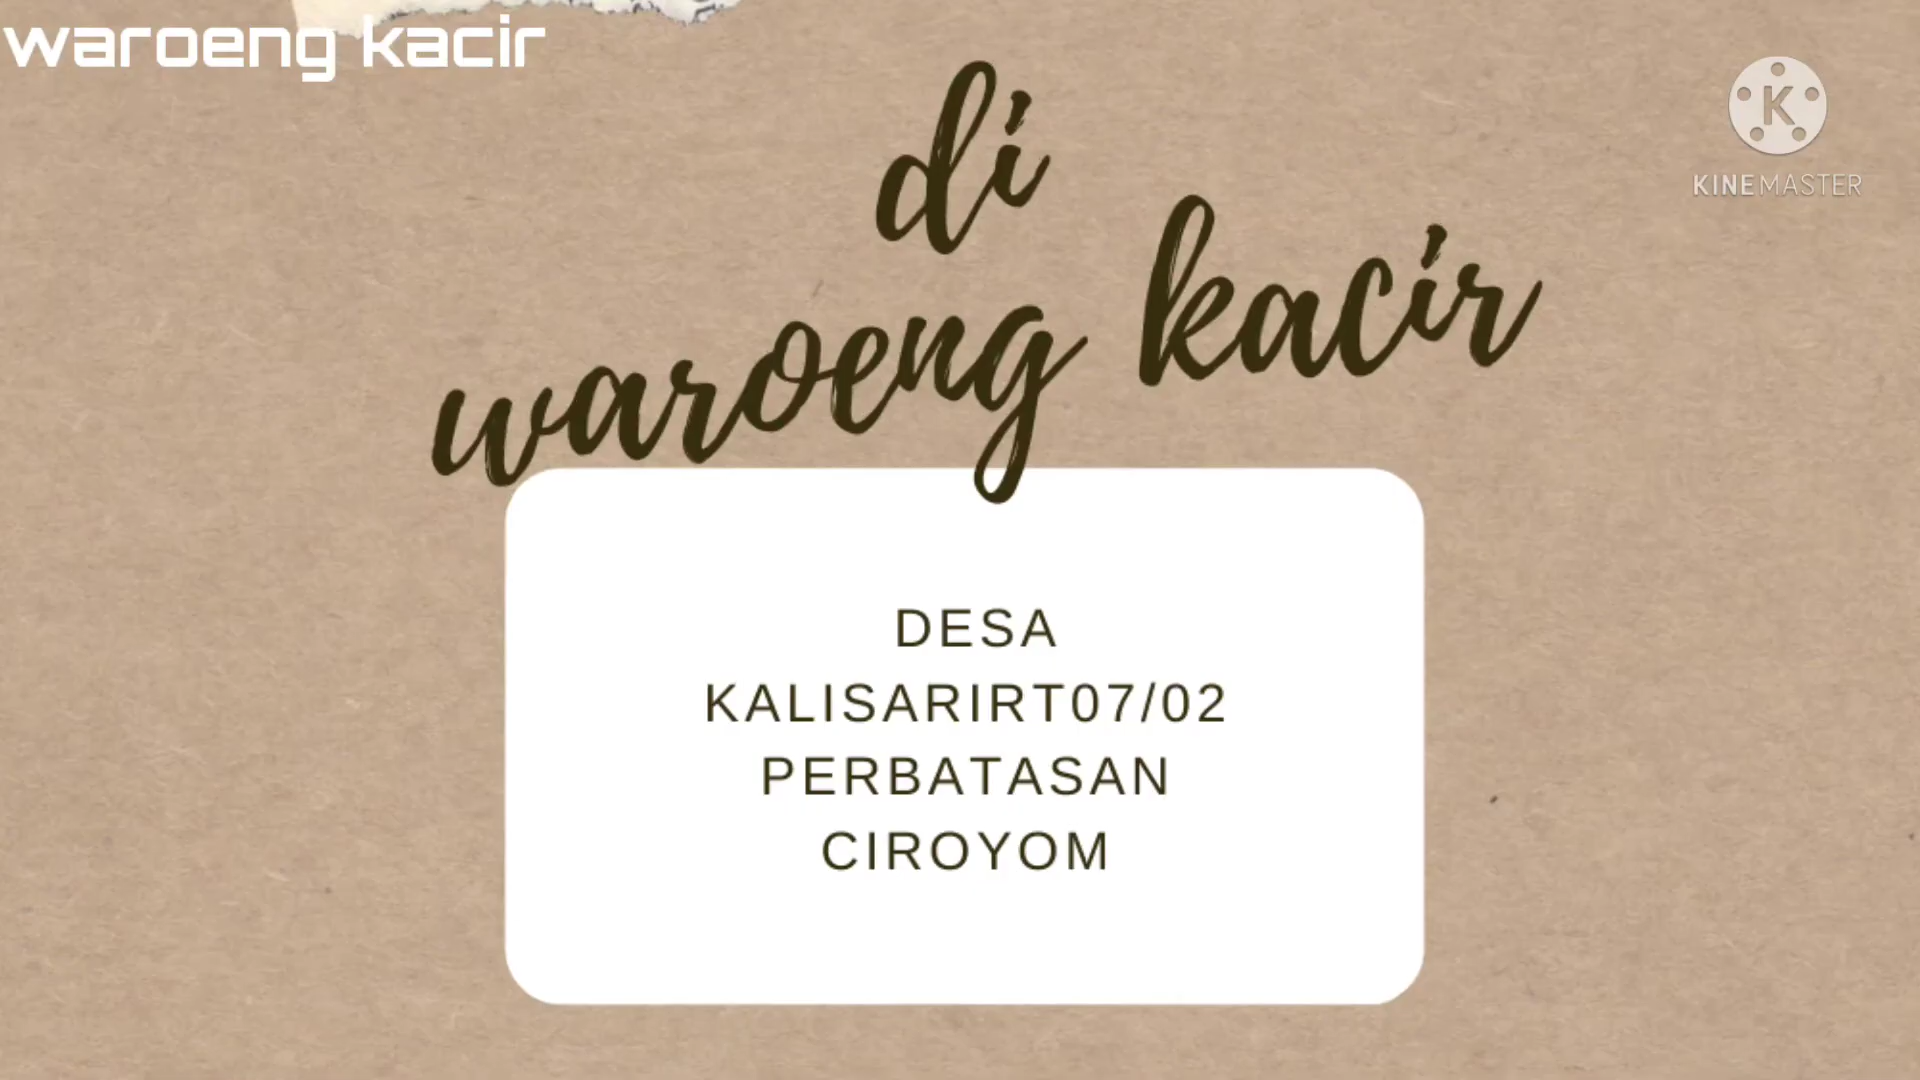 waroeng kacir
di
waroeng kacir
KINEMASTER
DESA
KALISARIRT07/02
PERBATASAN
CIROYOM